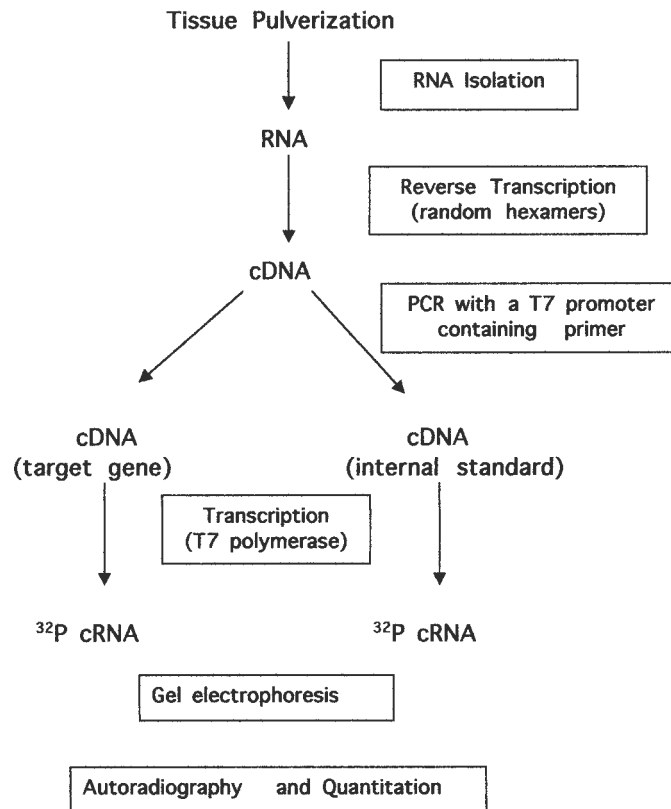 Tissue Pulverization
RNA Isolation
RNA
Reverse Transcription
(random hexamers)
cDNA
PCR with a T7 promoter
containing primer
cDNA
(target gene)
cDNA
(internal standard)
Transcription
(T7 polymerase)
³²P cRNA
³²P cRNA
Gel electrophoresis
Autoradiography and Quantitation